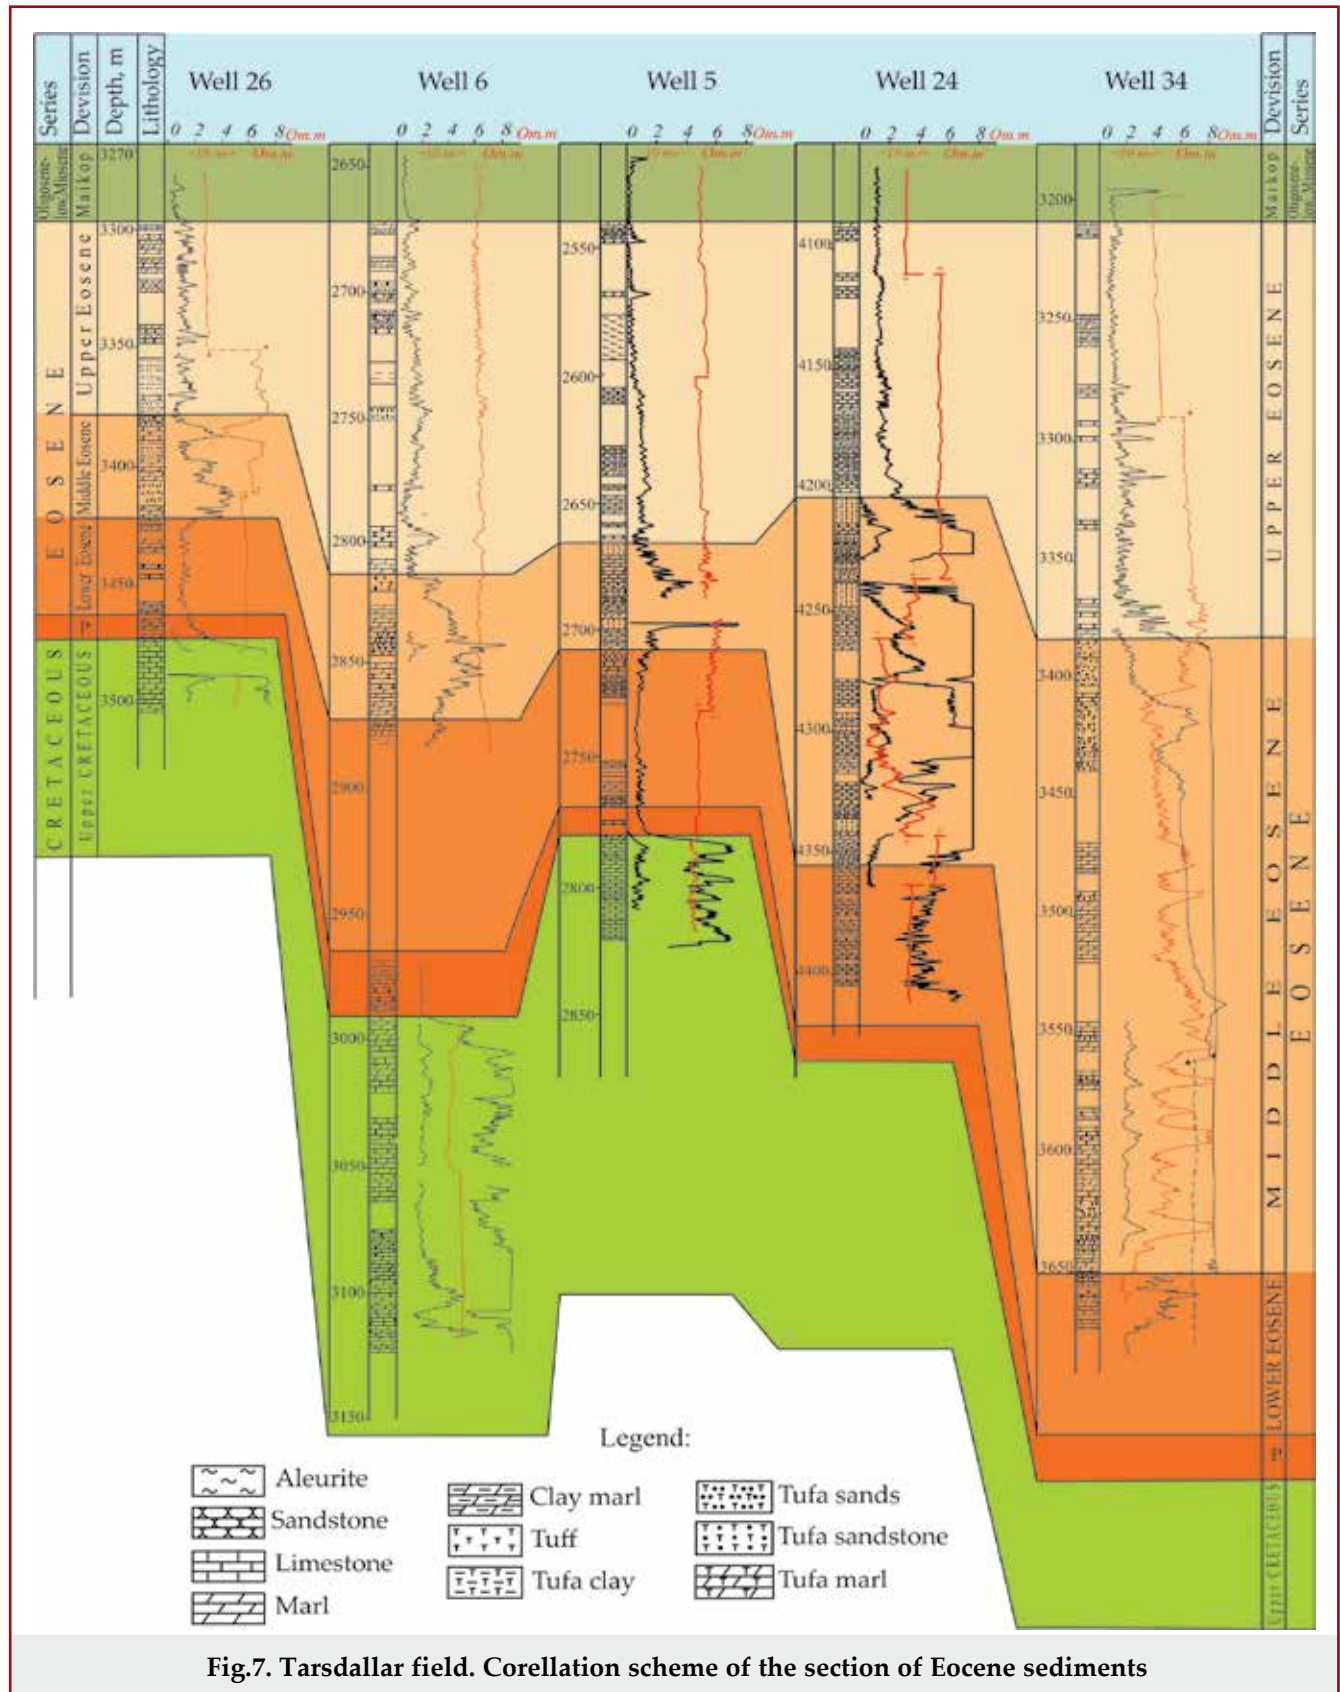 Series
Devision
Depth, m
Lithology
Well 26
Well 6
Well 5
Well 24
Well 34
Devision
Series
0 2 4 6 8 Om.m
0 2 4 6 8 Om.m
0 2 4 6 8 Om.m
0 2 4 6 8 Om.m
0 2 4 6 8 Om.m
Oligosene-low.Miosene
Maikop
EOSENE
Upper Eosene
Middle Eosene
Lower Eosene
P
CRETACEOUS
Upper CRETACEOUS
3270
3300
3350
3400
3450
3500
2650
2700
2750
2800
2850
2900
2950
3000
3050
3100
3150
2550
2600
2650
2700
2750
2800
2850
4100
4150
4200
4250
4300
4350
4400
3200
3250
3300
3350
3400
3450
3500
3550
3600
3650
Maikop
Oligosene-low.Miosene
UPPER EOSENE
MIDDLE EOSENE
EOSENE
LOWER EOSENE
P
Upper CRETACEOUS
Legend:
Aleurite
Sandstone
Limestone
Marl
Clay marl
Tuff
Tufa clay
Tufa sands
Tufa sandstone
Tufa marl
Fig.7. Tarsdallar field. Corellation scheme of the section of Eocene sediments